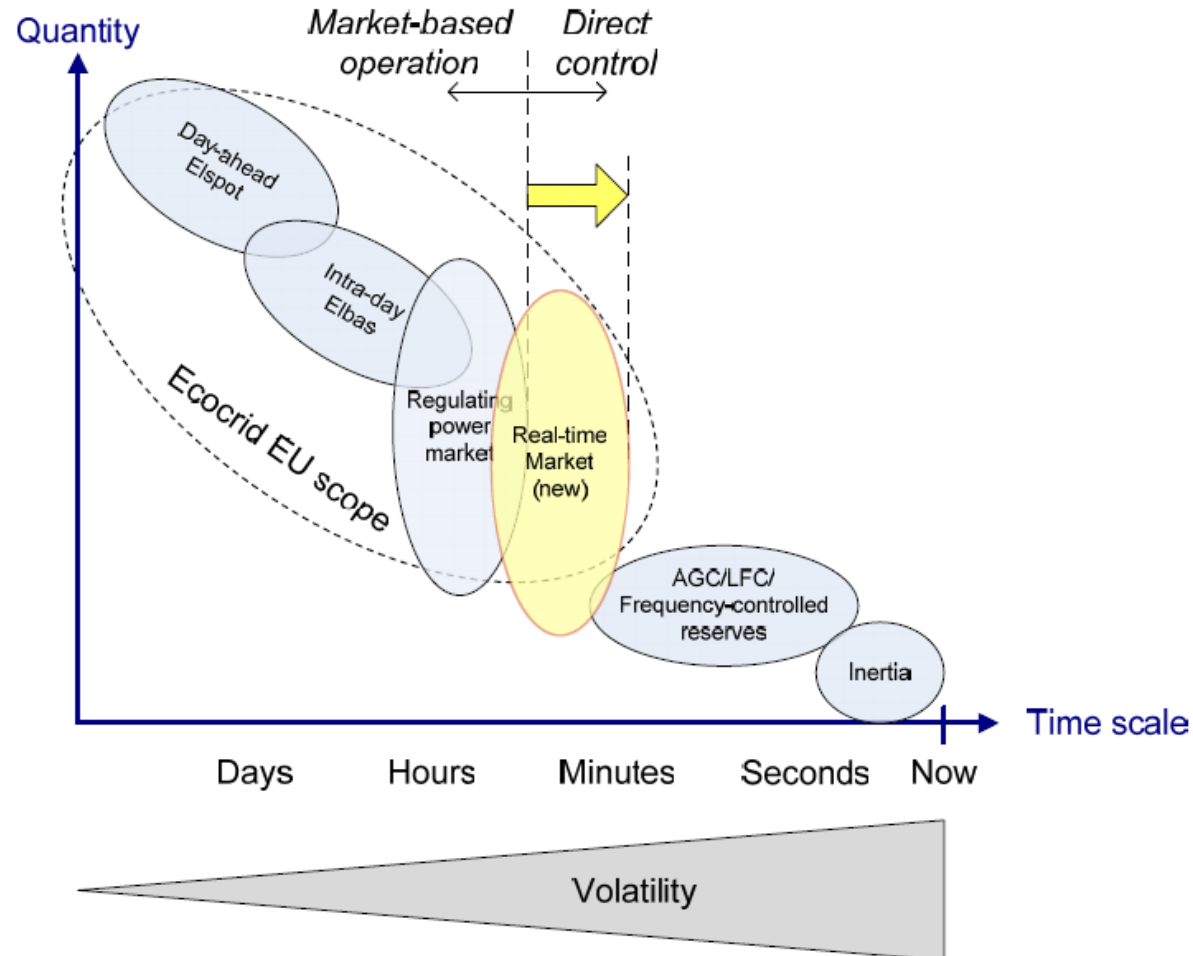 Quantity
Market-based
operation
Direct
control
Day-ahead
Elspot
Intra-day
Elbas
Regulating
power
market
Real-time
Market
(new)
Ecocrid EU scope
AGC/LFC/
Frequency-controlled
reserves
Inertia
Time scale
Days
Hours
Minutes
Seconds
Now
Volatility